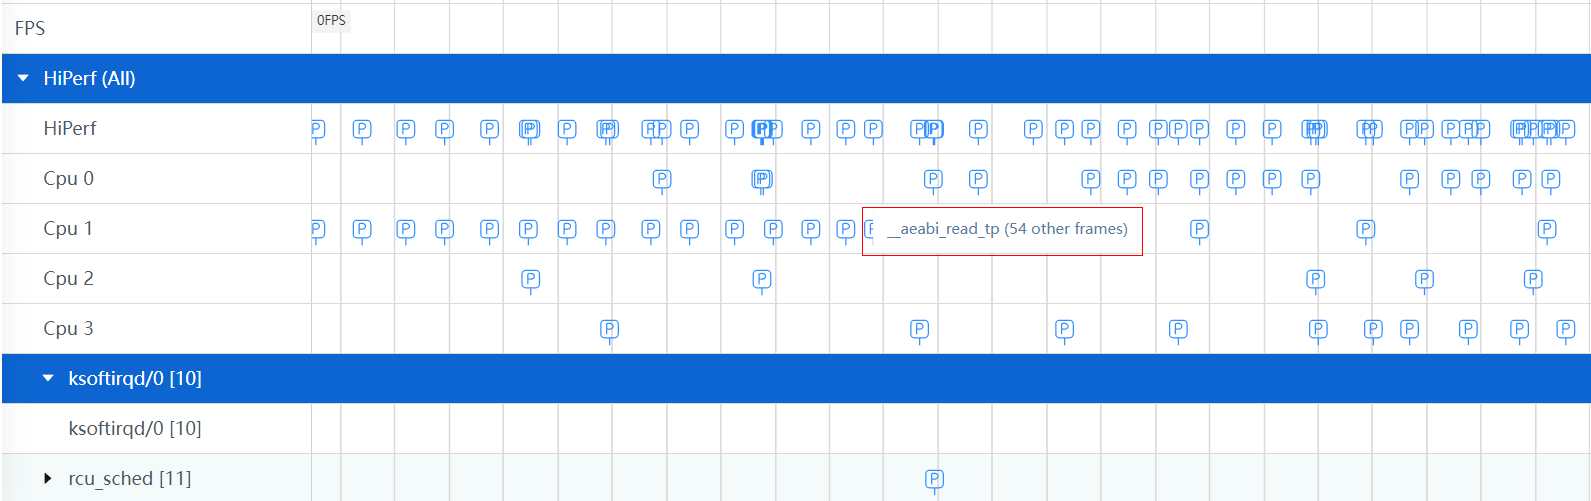 FPS 0FPS
HiPerf (All)
HiPerf P P P P P P P P P P P P P P P P P P P P P P P P P P P P P P P P P P P P P P P P P P P P P P P
Cpu 0 P P P P P P P P P P P P P P P P P
Cpu 1 P P P P P P P P P P P P P __aeabi_read_tp (54 other frames) P P P
Cpu 2 P P P P P
Cpu 3 P P P P P P P P P P
ksoftirqd/0 [10]
ksoftirqd/0 [10]
rcu_sched [11] P